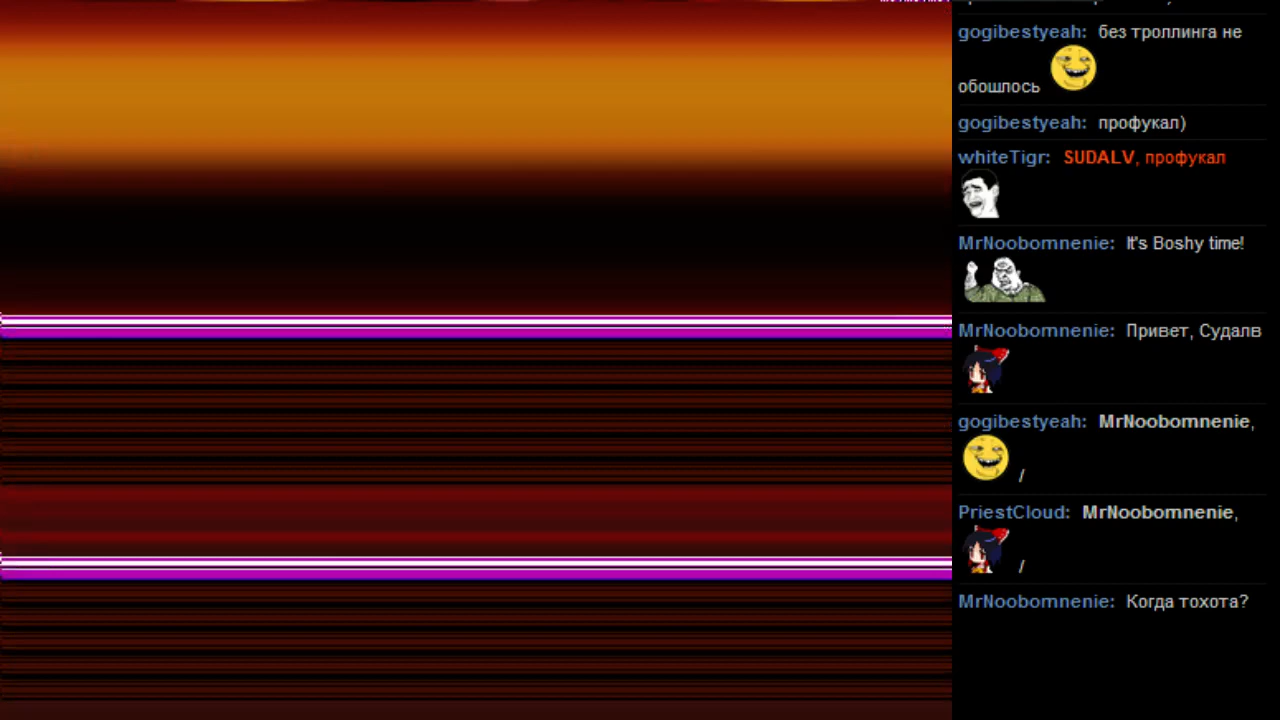 gogibestyeah: без троллинга не
обошлось
gogibestyeah: профукал)
whiteTigr: SUDALV, профукал
MrNoobomnenie: It's Boshy time!
MrNoobomnenie: Привет, Судалв
gogibestyeah: MrNoobomnenie,
/
PriestCloud: MrNoobomnenie,
/
MrNoobomnenie: Когда тохота?